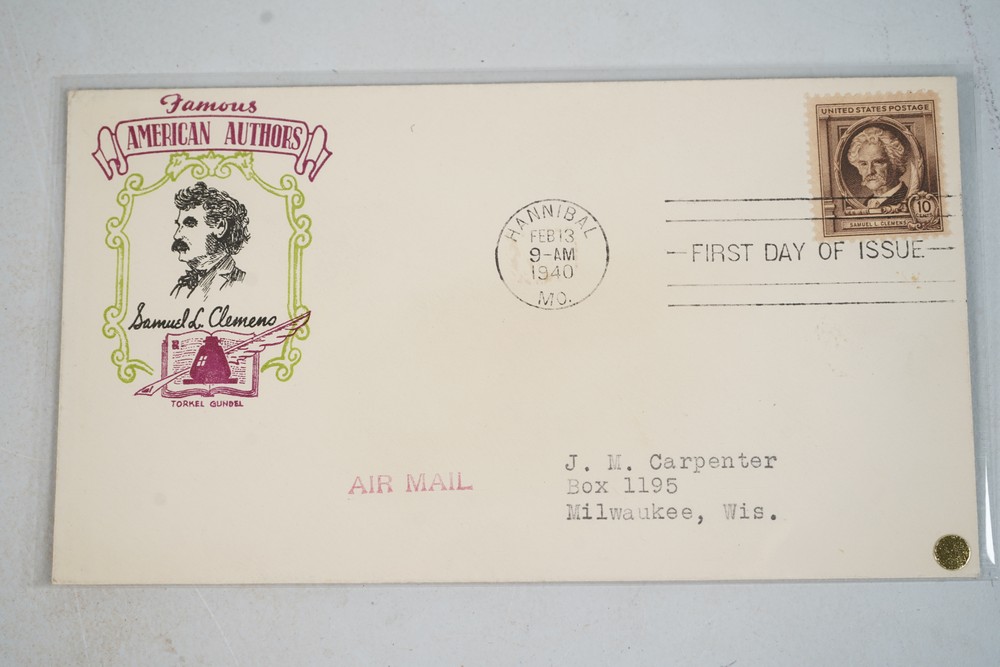 Famous
AMERICAN AUTHORS
Samuel L. Clemens
TORKEL GUNDEL
HANNIBAL
FEB 13
9-AM
1940
MO.
UNITED STATES POSTAGE
10
CENTS
SAMUEL L. CLEMENS
FIRST DAY OF ISSUE
AIR MAIL
J. M. Carpenter
Box 1195
Milwaukee, Wis.